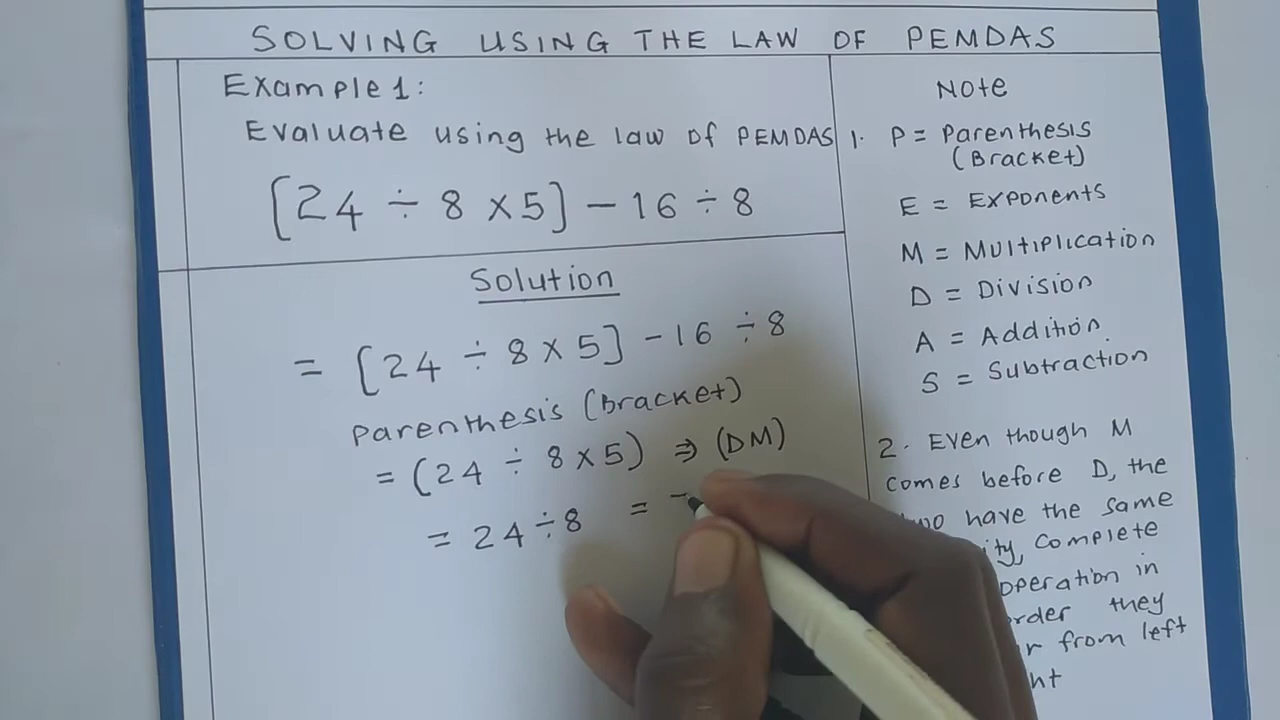 SOLVING USING THE LAW OF PEMDAS
Example 1:
Evaluate using the law of PEMDAS
[24 ÷ 8 × 5] - 16 ÷ 8
Solution
= [24 ÷ 8 × 5] - 16 ÷ 8
Parenthesis (Bracket)
= (24 ÷ 8 × 5) ⇒ (DM)
= 24 ÷ 8 =
Note
1. P = Parenthesis
(Bracket)
E = Exponents
M = Multiplication
D = Division
A = Addition
S = Subtraction
2. Even though M
comes before D, the
have the same
complete
operation in
they
from left